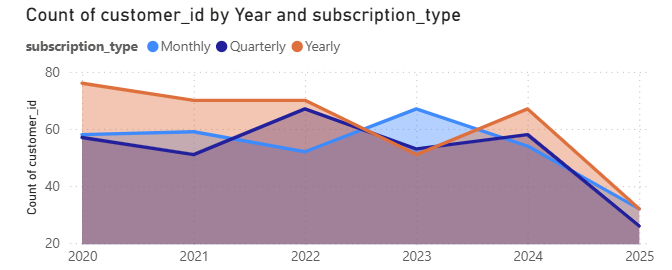 Count of customer_id by Year and subscription_type
subscription_type Monthly Quarterly Yearly
80
60
40
20
Count of customer_id
2020 2021 2022 2023 2024 2025